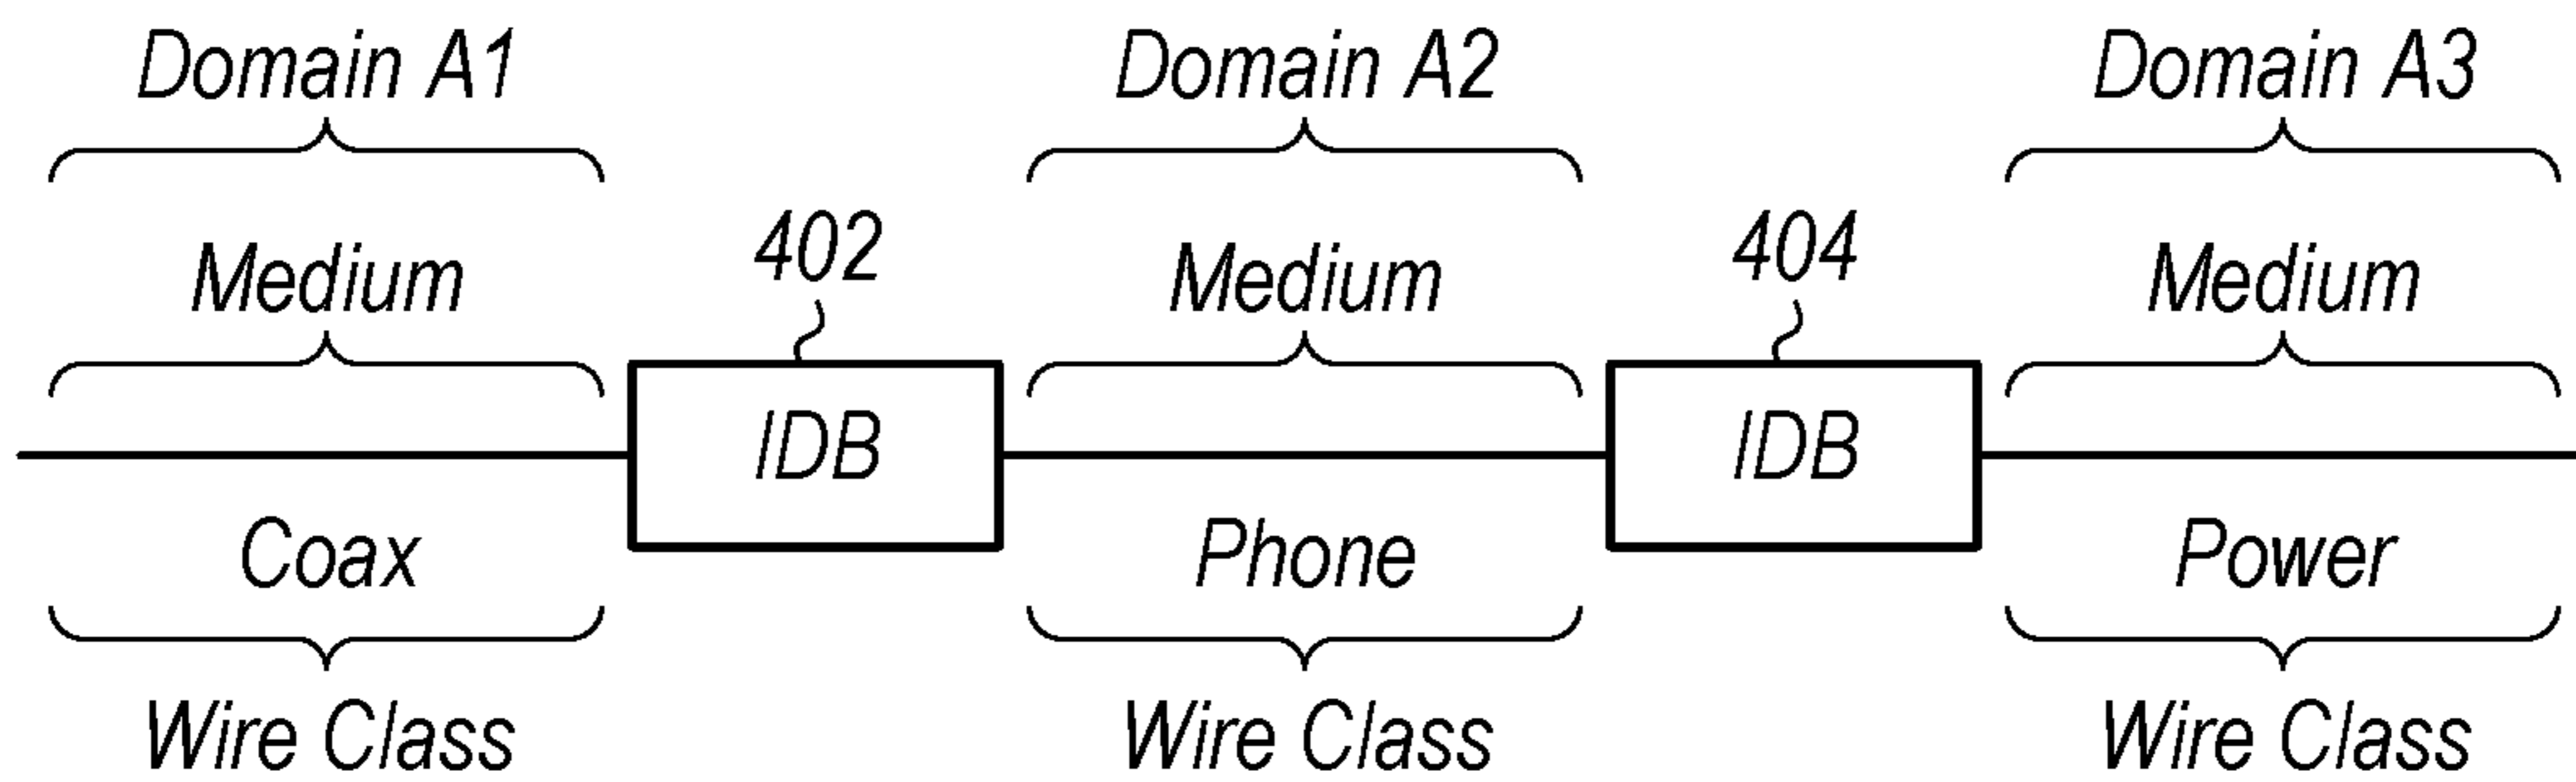 Domain A1 Domain A2 Domain A3
Medium 402 Medium 404 Medium
IDB IDB
Coax Phone Power
Wire Class Wire Class Wire Class